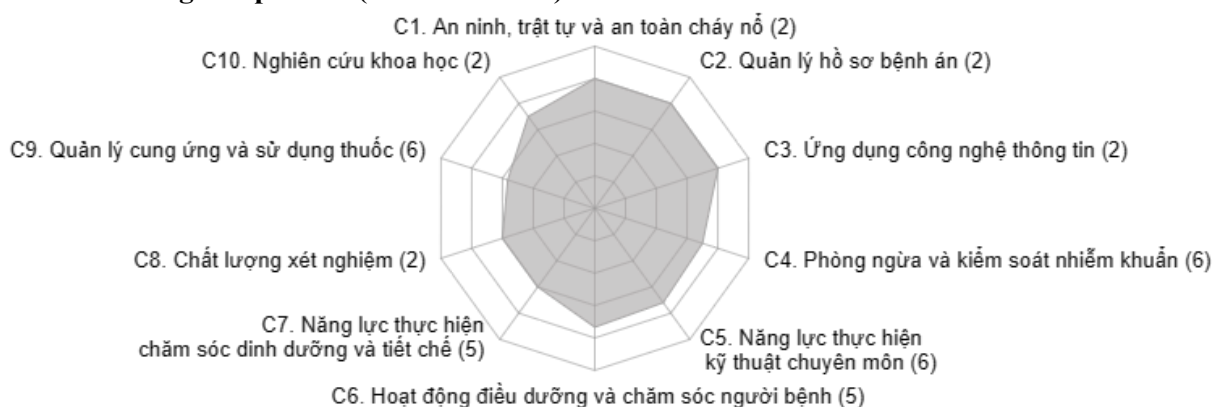 C1. An ninh, trật tự và an toàn cháy nổ (2)
C10. Nghiên cứu khoa học (2)
C2. Quản lý hồ sơ bệnh án (2)
C9. Quản lý cung ứng và sử dụng thuốc (6)
C3. Ứng dụng công nghệ thông tin (2)
C8. Chất lượng xét nghiệm (2)
C4. Phòng ngừa và kiểm soát nhiễm khuẩn (6)
C7. Năng lực thực hiện
chăm sóc dinh dưỡng và tiết chế (5)
C5. Năng lực thực hiện
kỹ thuật chuyên môn (6)
C6. Hoạt động điều dưỡng và chăm sóc người bệnh (5)